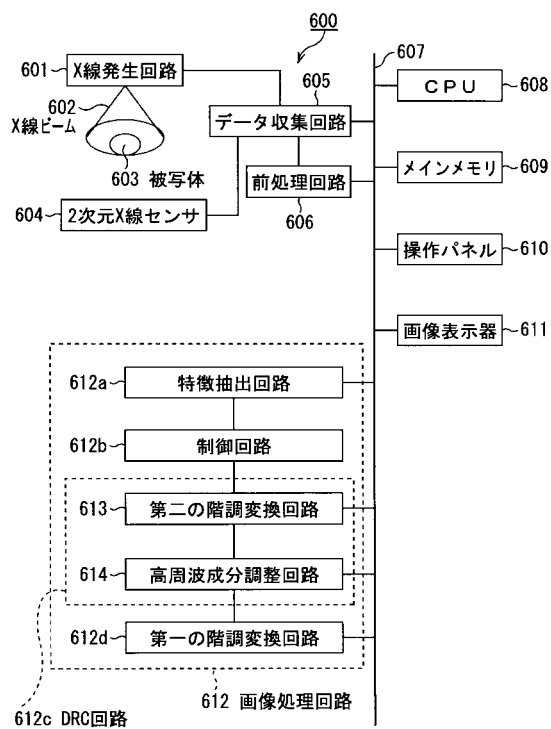 600
607
601 X線発生回路
605
CPU 608
602
X線ビーム
データ収集回路
603 被写体
前処理回路
606
メインメモリ 609
604 2次元X線センサ
操作パネル 610
画像表示器 611
612a 特徴抽出回路
612b 制御回路
613 第二の階調変換回路
614 高周波成分調整回路
612d 第一の階調変換回路
612 画像処理回路
612c DRC回路